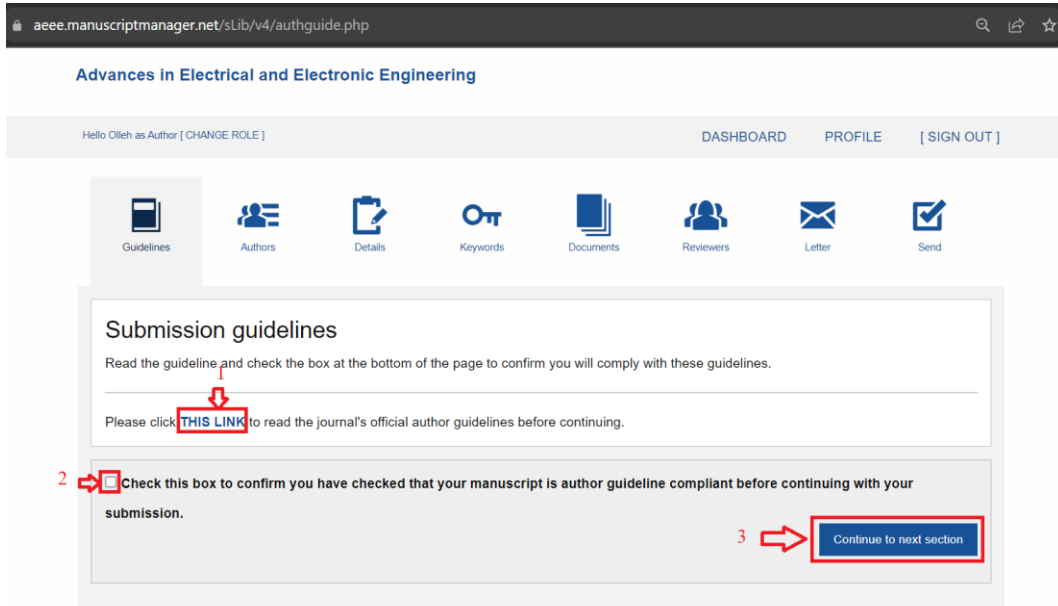 aeee.manuscriptmanager.net/sLib/v4/authguide.php
Advances in Electrical and Electronic Engineering
Hello Olleh as Author [ CHANGE ROLE ]
DASHBOARD PROFILE [ SIGN OUT ]
Guidelines Authors Details Keywords Documents Reviewers Letter Send
Submission guidelines
Read the guideline and check the box at the bottom of the page to confirm you will comply with these guidelines.
1
Please click THIS LINK to read the journal's official author guidelines before continuing.
2
Check this box to confirm you have checked that your manuscript is author guideline compliant before continuing with your
submission.
3
Continue to next section